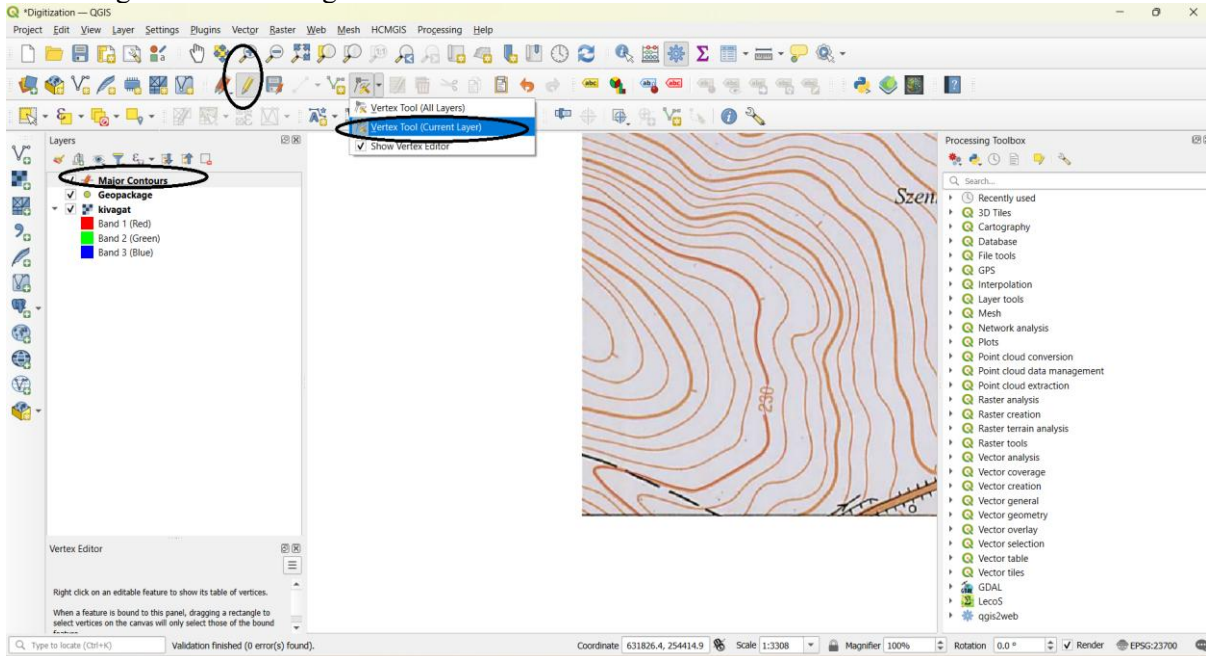 *Digitization — QGIS
Project Edit View Layer Settings Plugins Vector Raster Web Mesh HCMGIS Processing Help
Vertex Tool (All Layers)
Vertex Tool (Current Layer)
Show Vertex Editor
Layers
Major Contours
Geopackage
kivagat
Band 1 (Red)
Band 2 (Green)
Band 3 (Blue)
Szen
230
Processing Toolbox
Search...
Recently used
3D Tiles
Cartography
Database
File tools
GPS
Interpolation
Layer tools
Mesh
Network analysis
Plots
Point cloud conversion
Point cloud data management
Point cloud extraction
Raster analysis
Raster creation
Raster terrain analysis
Raster tools
Vector analysis
Vector coverage
Vector creation
Vector general
Vector geometry
Vector overlay
Vector selection
Vector table
Vector tiles
GDAL
LecoS
qgis2web
Vertex Editor
Right click on an editable feature to show its table of vertices.
When a feature is bound to this panel, dragging a rectangle to
select vertices on the canvas will only select those of the bound
Type to locate (Ctrl+K) Validation finished (0 error(s) found). Coordinate 631826.4, 254414.9 Scale 1:3308 Magnifier 100% Rotation 0.0 ° Render EPSG:23700